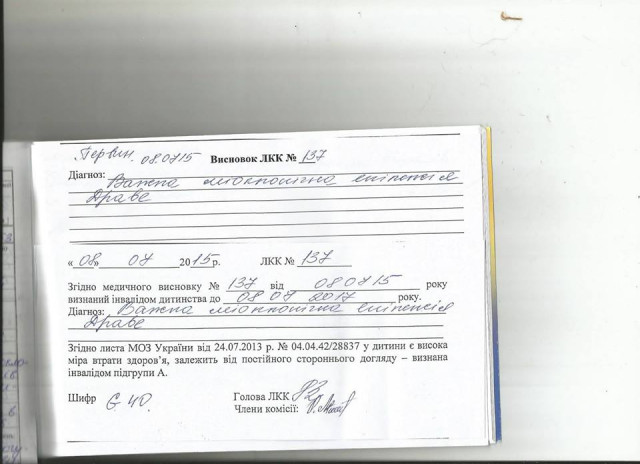 Первин. 08.07.15 Висновок ЛКК № 137
Діагноз: Важка міоклонічна епілепсія
Драве
« 08 » 07 2015 р. ЛКК № 137
Згідно медичного висновку № 137 від 08 07 15 року
визнаний інвалідом дитинства до 08 07 2017 року.
Діагноз: Важка міоклонічна епілепсія
Драве
Згідно листа МОЗ України від 24.07.2013 р. № 04.04.42/28837 у дитини є висока
міра втрати здоров’я, залежить від постійного стороннього догляду – визнана
інвалідом підгрупи А.
Шифр G 40. Голова ЛКК
Члени комісії: